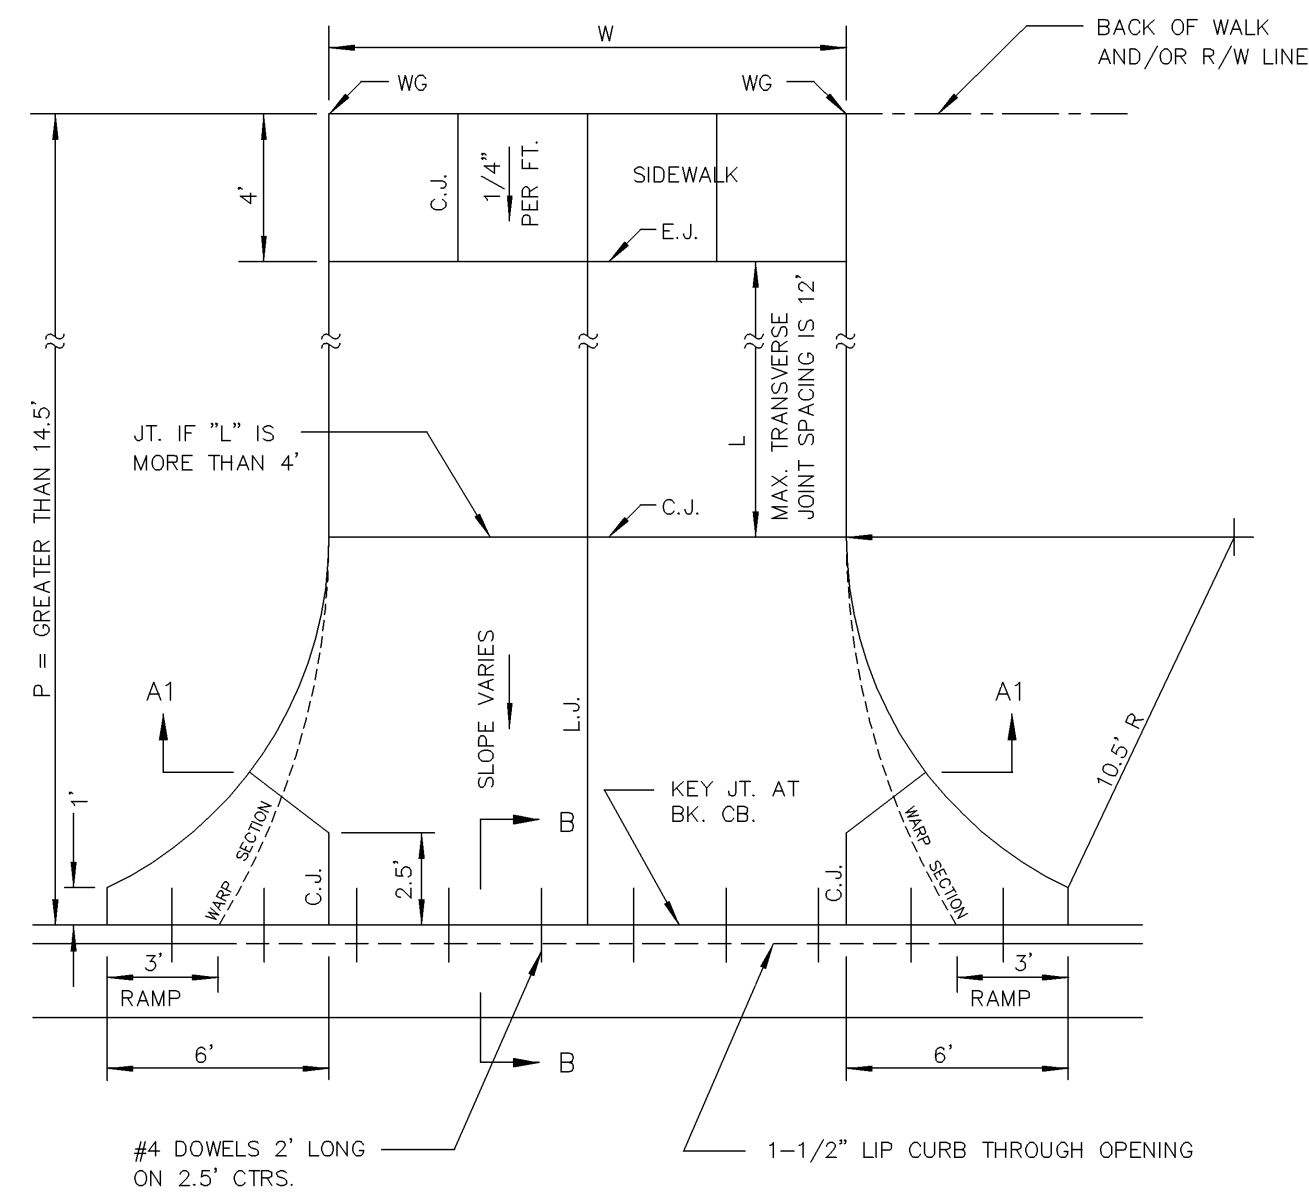 W
BACK OF WALK
AND/OR R/W LINE
WG
WG
4'
C.J.
1/4"
PER FT.
SIDEWALK
E.J.
MAX. TRANSVERSE
JOINT SPACING IS 12'
L
JT. IF "L" IS
MORE THAN 4'
C.J.
P = GREATER THAN 14.5'
A1
A1
SLOPE VARIES
L.J.
10.5' R
1'
WARP SECTION
C.J.
2.5'
B
KEY JT. AT
BK. CB.
C.J.
WARP SECTION
3'
RAMP
3'
RAMP
6'
B
6'
#4 DOWELS 2' LONG
ON 2.5' CTRS.
1-1/2" LIP CURB THROUGH OPENING